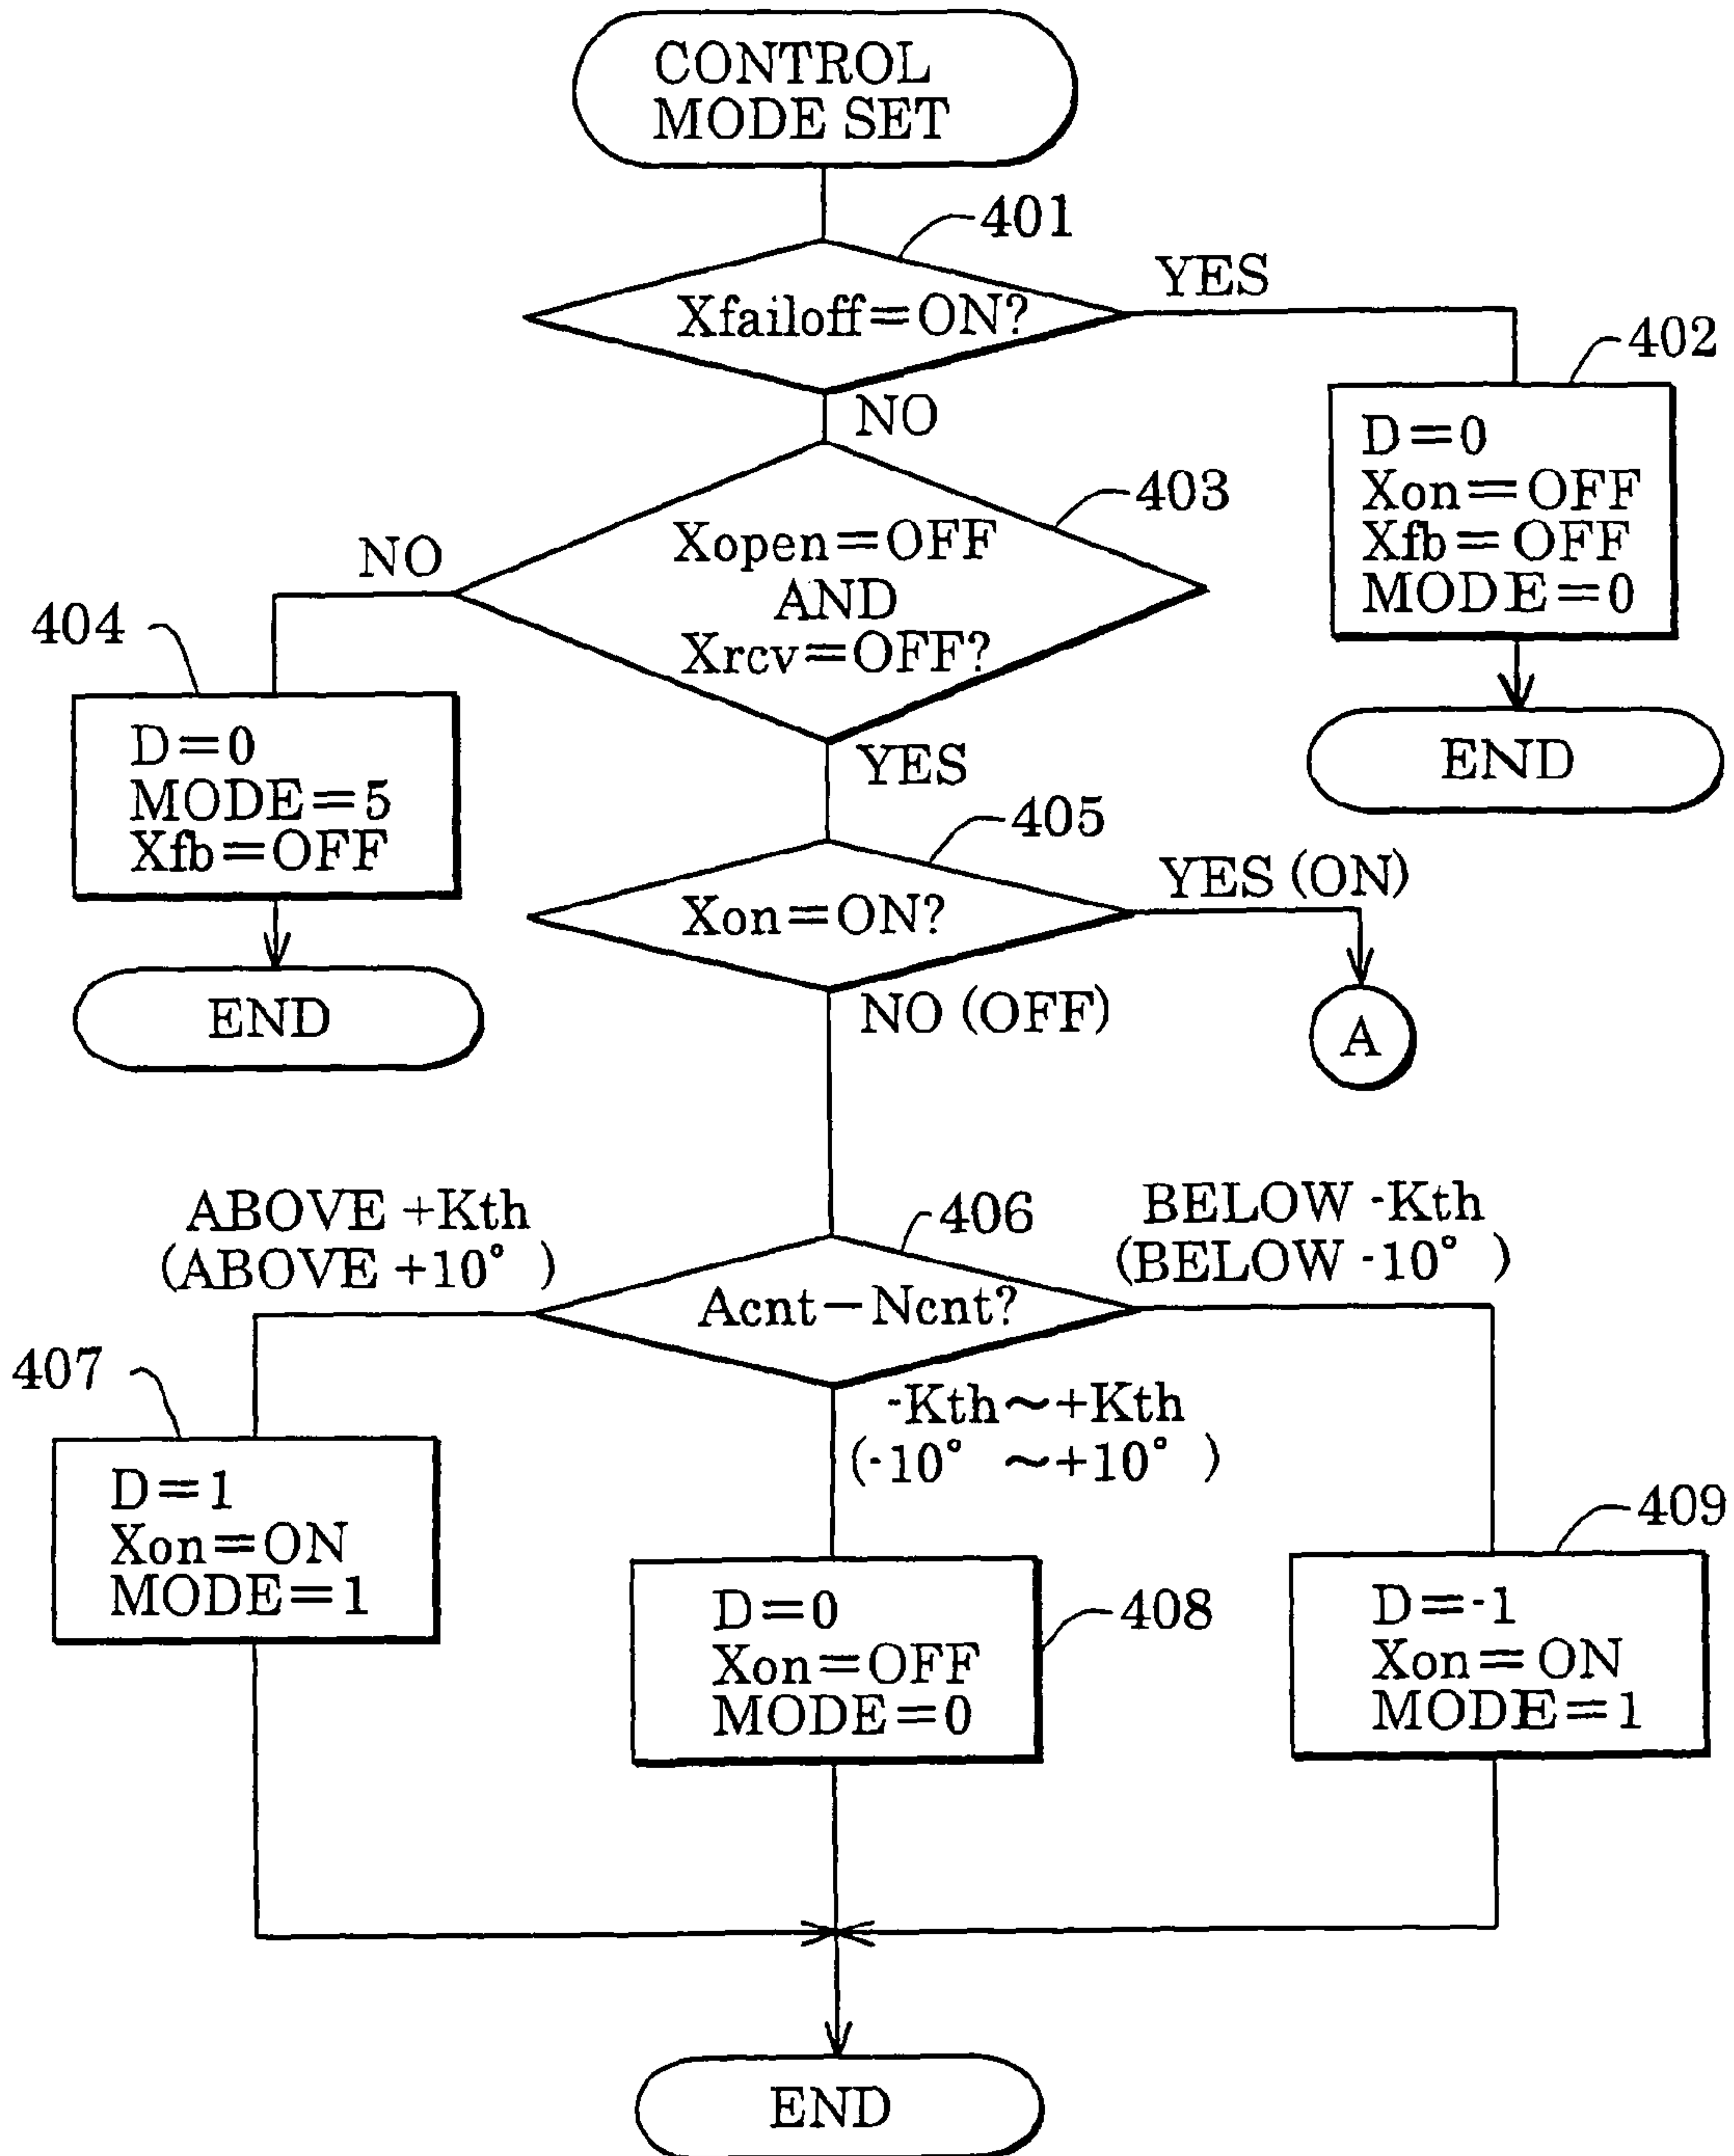 CONTROL
MODE SET
401
Xfailoff=ON?
YES
NO
402
D=0
Xon=OFF
Xfb=OFF
MODE=0
END
403
Xopen=OFF
AND
Xrcv=OFF?
NO
YES
404
D=0
MODE=5
Xfb=OFF
END
405
Xon=ON?
YES (ON)
A
NO (OFF)
406
Acnt−Ncnt?
ABOVE +Kth
(ABOVE +10° )
-Kth~+Kth
(-10° ~+10° )
BELOW -Kth
(BELOW -10° )
407
D=1
Xon=ON
MODE=1
408
D=0
Xon=OFF
MODE=0
409
D=-1
Xon=ON
MODE=1
END